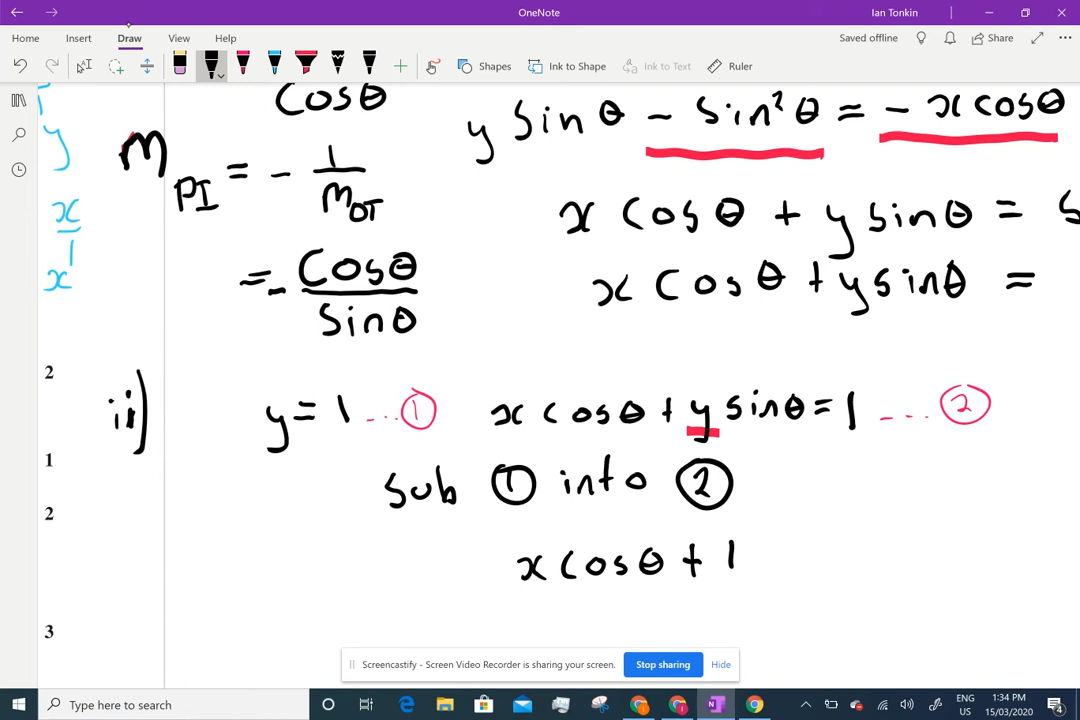 OneNote
Ian Tonkin
Home Insert Draw View Help
Saved offline
Share
Shapes
Ink to Shape
Ink to Text
Ruler
cosθ
y sinθ - sin²θ = - x cosθ
y
m PI = - 1/m OT
x
x cosθ + y sinθ = s
1
x
= - cosθ/sinθ
x cosθ + y sinθ =
2
ii) y = 1 ... ① x cosθ + y sinθ = 1 ... ②
1
sub ① into ②
2
x cosθ + 1
3
Screencastify - Screen Video Recorder is sharing your screen.
Stop sharing
Hide
Type here to search
ENG
US
1:34 PM
15/03/2020
4